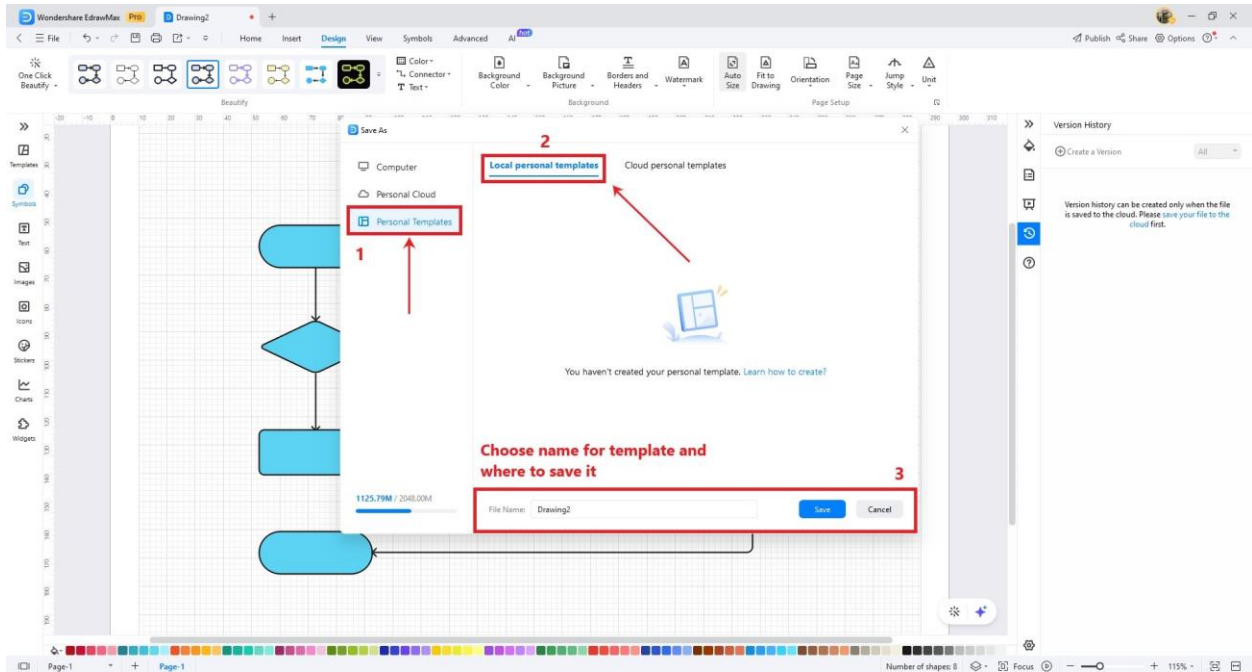 Wondershare EdrawMax Pro Drawing2
File Home Insert Design View Symbols Advanced AI hot Publish Share Options
One Click
Beautify
Color
Connector
Text
Background
Color
Background
Picture
Borders and
Headers
Watermark
Auto
Size
Fit to
Drawing
Orientation
Page
Size
Jump
Style
Unit
Beautify Background Page Setup
Templates
Symbols
Text
Images
Icons
Stickers
Charts
Widgets
Save As
Computer
Personal Cloud
Personal Templates
1
2
Local personal templates Cloud personal templates
You haven't created your personal template. Learn how to create?
Choose name for template and
where to save it
3
1125.79M / 2048.00M
File Name: Drawing2 Save Cancel
Version History
Create a Version All
Version history can be created only when the file
is saved to the cloud. Please save your file to the
cloud first.
Page-1 Page-1 Number of shapes: 8 Focus 115%